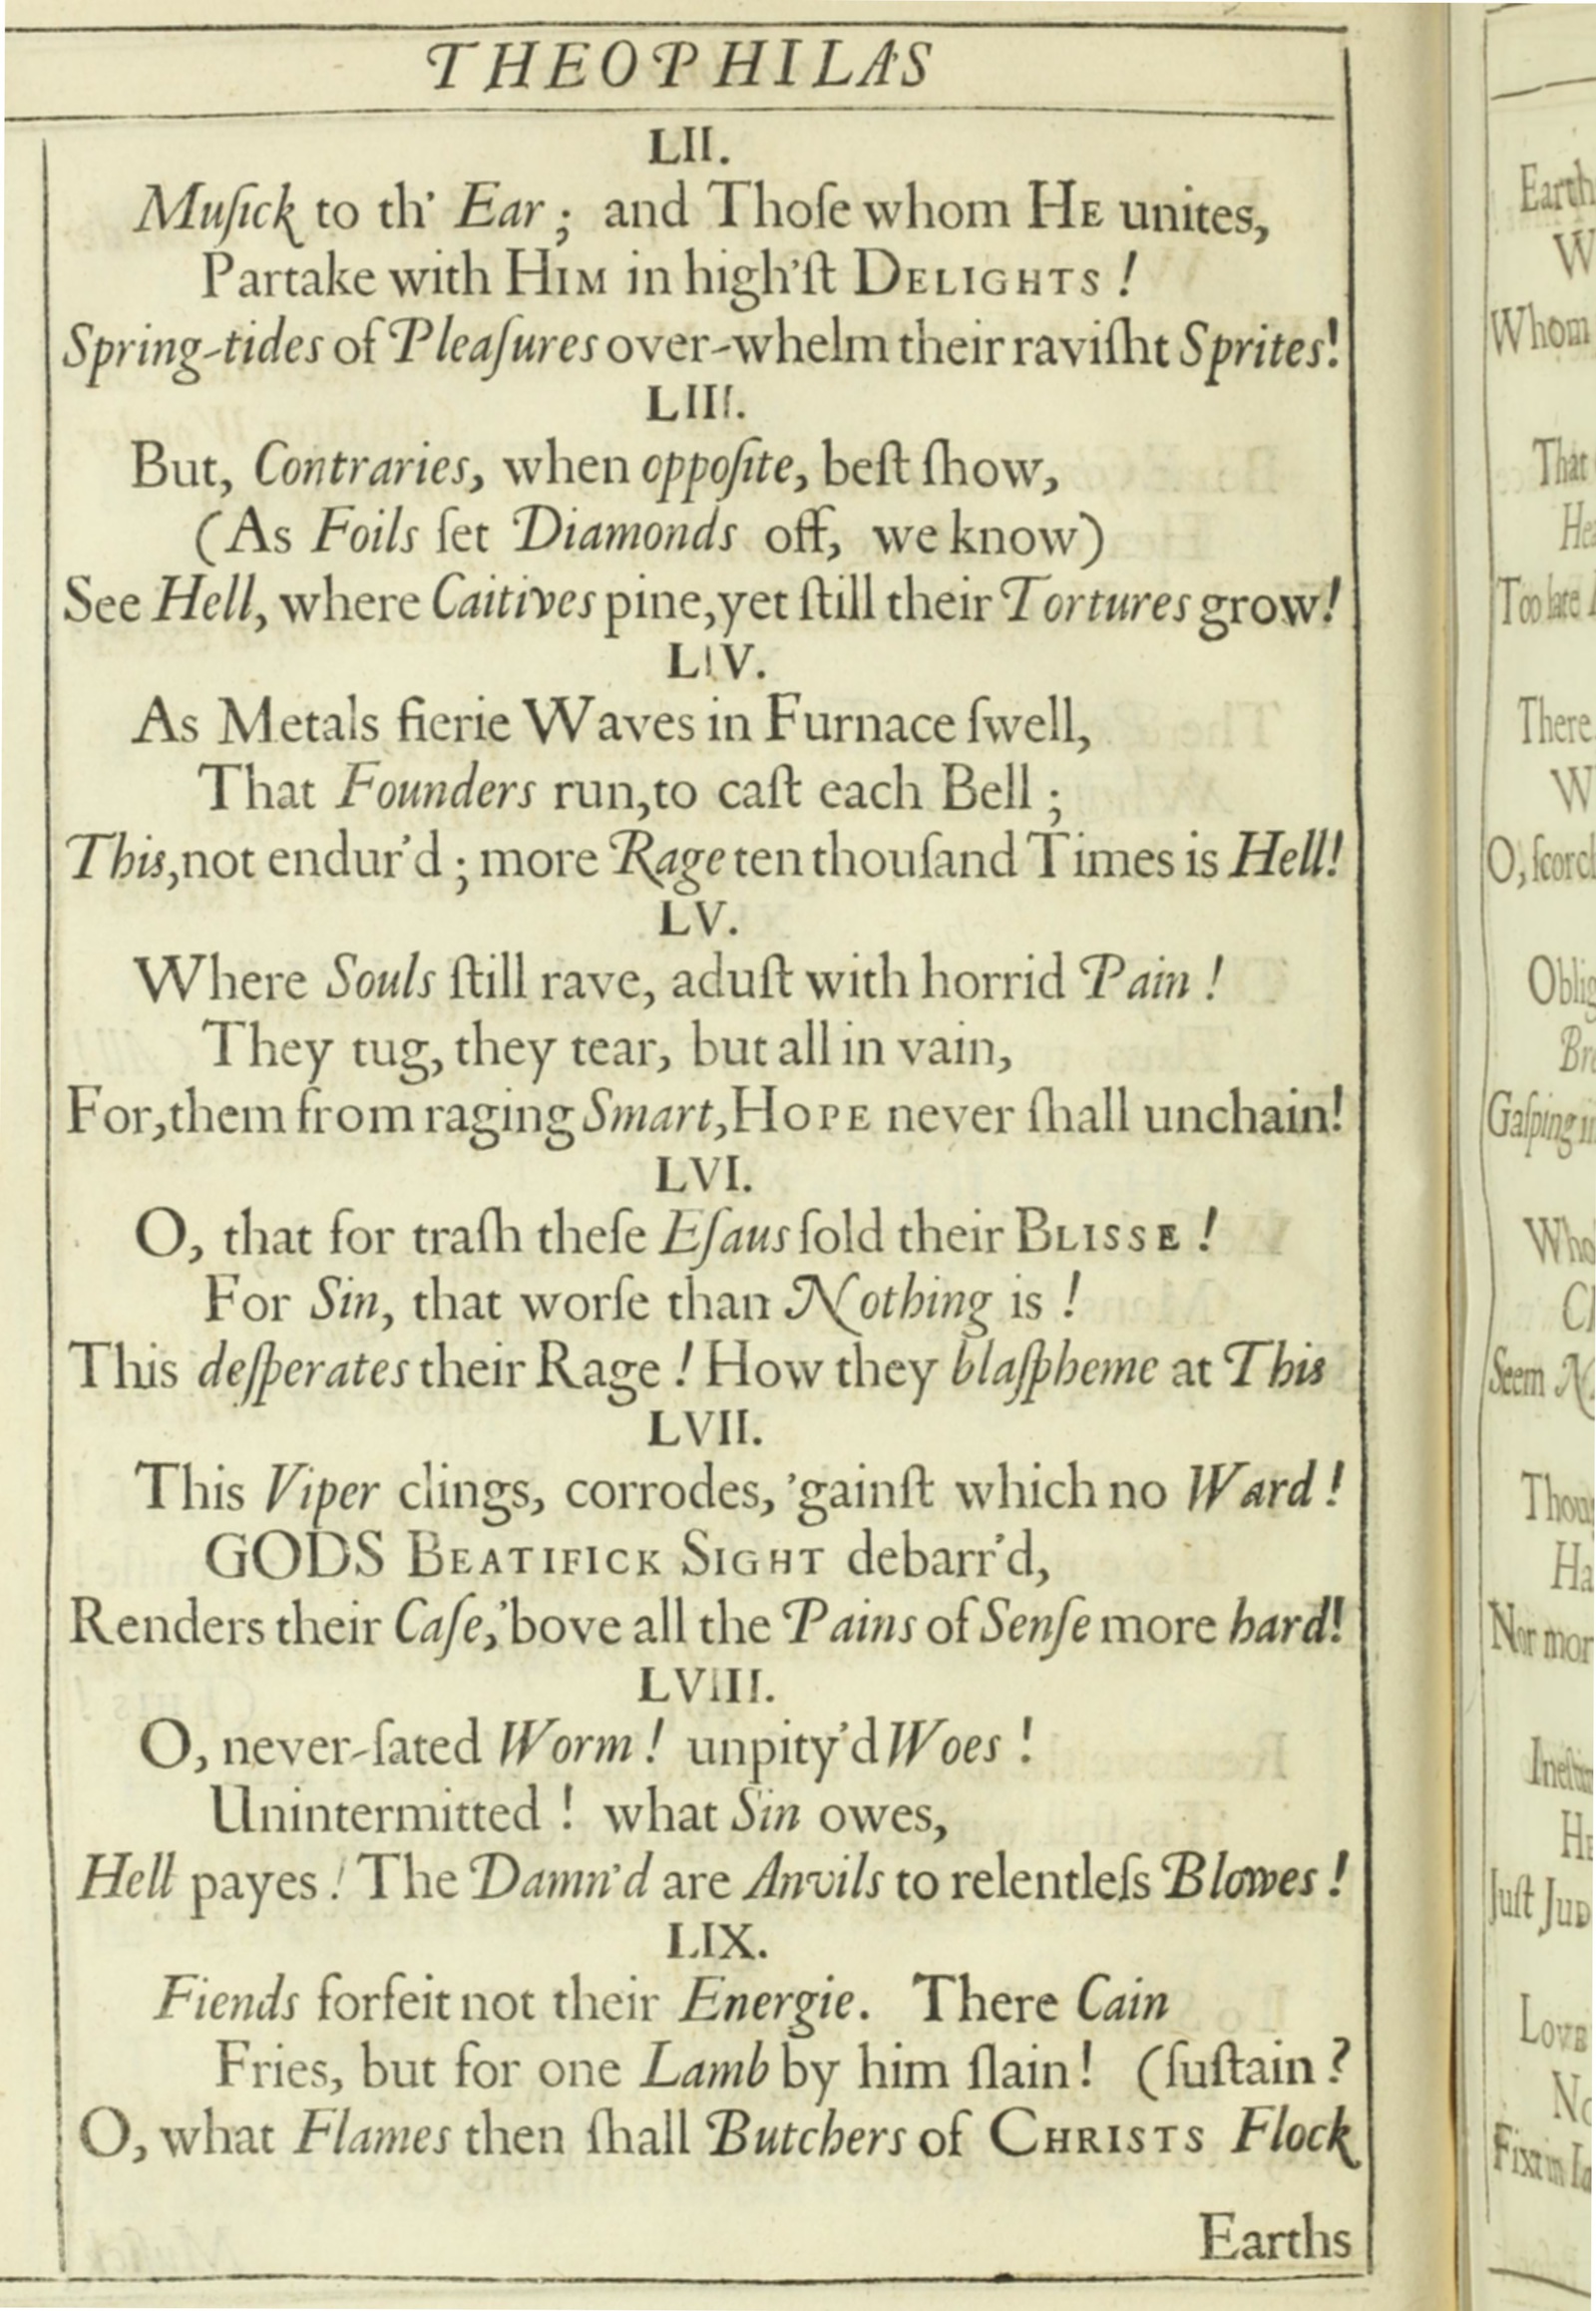 THEOPHILAS
LII.
Muſick to th' Ear; and Thoſe whom HE unites,
Partake with HIM in high'ſt DELIGHTS!
Spring-tides of Pleaſures over-whelm their raviſht Sprites!
LIII.
But, Contraries, when oppoſite, beſt ſhow,
(As Foils ſet Diamonds off, we know)
See Hell, where Caitives pine, yet ſtill their Tortures grow!
LIV.
As Metals fierie Waves in Furnace ſwell,
That Founders run, to caſt each Bell;
This, not endur'd; more Rage ten thouſand Times is Hell!
LV.
Where Souls ſtill rave, aduſt with horrid Pain!
They tug, they tear, but all in vain,
For, them from raging Smart, HOPE never ſhall unchain!
LVI.
O, that for traſh theſe Eſaus ſold their BLISSE!
For Sin, that worſe than Nothing is!
This deſperates their Rage! How they blaſpheme at This
LVII.
This Viper clings, corrodes, 'gainſt which no Ward!
GODS BEATIFICK SIGHT debarr'd,
Renders their Caſe, 'bove all the Pains of Senſe more hard!
LVIII.
O, never-ſated Worm! unpity'd Woes!
Unintermitted! what Sin owes,
Hell payes! The Damn'd are Anvils to relentleſs Blowes!
LIX.
Fiends forfeit not their Energie. There Cain
Fries, but for one Lamb by him ſlain! (ſuſtain?
O, what Flames then ſhall Butchers of CHRISTS Flock
Earths
Earth
W
Whom
That
Hea
Too late
There
W
O, ſcorc
Oblig
Bre
Gaſping in
Who
Cl
Seem
Thou
Ha
Nor mor
HE
Juſt JUD
LOVE
No
Fixt in